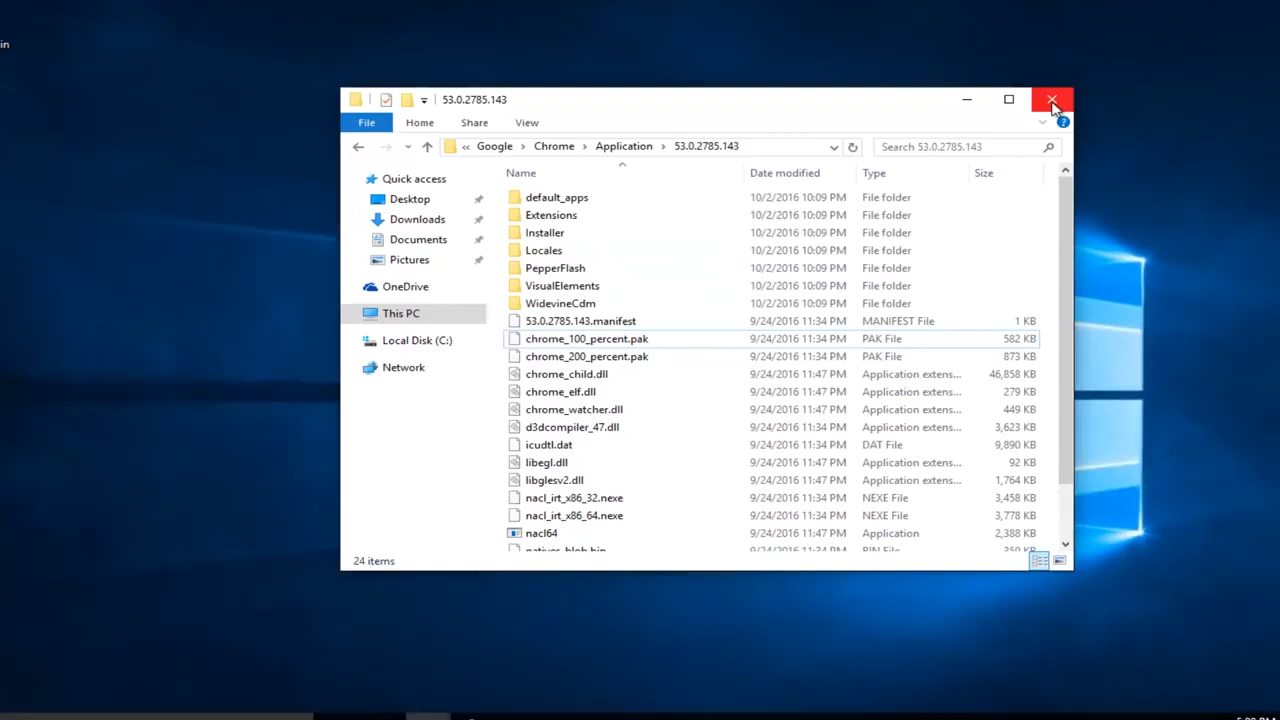 in
53.0.2785.143
File Home Share View
« Google > Chrome > Application > 53.0.2785.143 Search 53.0.2785.143
Name Date modified Type Size
Quick access
Desktop
Downloads
Documents
Pictures
OneDrive
This PC
Local Disk (C:)
Network
default_apps 10/2/2016 10:09 PM File folder
Extensions 10/2/2016 10:09 PM File folder
Installer 10/2/2016 10:09 PM File folder
Locales 10/2/2016 10:09 PM File folder
PepperFlash 10/2/2016 10:09 PM File folder
VisualElements 10/2/2016 10:09 PM File folder
WidevineCdm 10/2/2016 10:09 PM File folder
53.0.2785.143.manifest 9/24/2016 11:34 PM MANIFEST File 1 KB
chrome_100_percent.pak 9/24/2016 11:34 PM PAK File 582 KB
chrome_200_percent.pak 9/24/2016 11:34 PM PAK File 873 KB
chrome_child.dll 9/24/2016 11:47 PM Application extens... 46,858 KB
chrome_elf.dll 9/24/2016 11:47 PM Application extens... 279 KB
chrome_watcher.dll 9/24/2016 11:47 PM Application extens... 449 KB
d3dcompiler_47.dll 9/24/2016 11:47 PM Application extens... 3,623 KB
icudtl.dat 9/24/2016 11:34 PM DAT File 9,890 KB
libegl.dll 9/24/2016 11:47 PM Application extens... 92 KB
libglesv2.dll 9/24/2016 11:47 PM Application extens... 1,764 KB
nacl_irt_x86_32.nexe 9/24/2016 11:34 PM NEXE File 3,458 KB
nacl_irt_x86_64.nexe 9/24/2016 11:34 PM NEXE File 3,778 KB
nacl64 9/24/2016 11:47 PM Application 2,388 KB
natives_blob.bin 9/24/2016 11:34 PM BIN File 359 KB
24 items